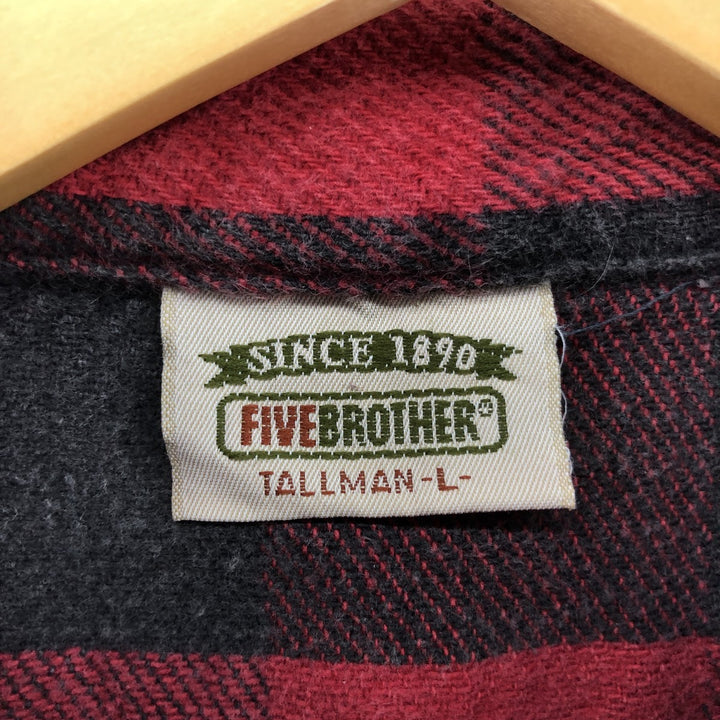 SINCE 1890
FIVEBROTHER®
TALLMAN -L-